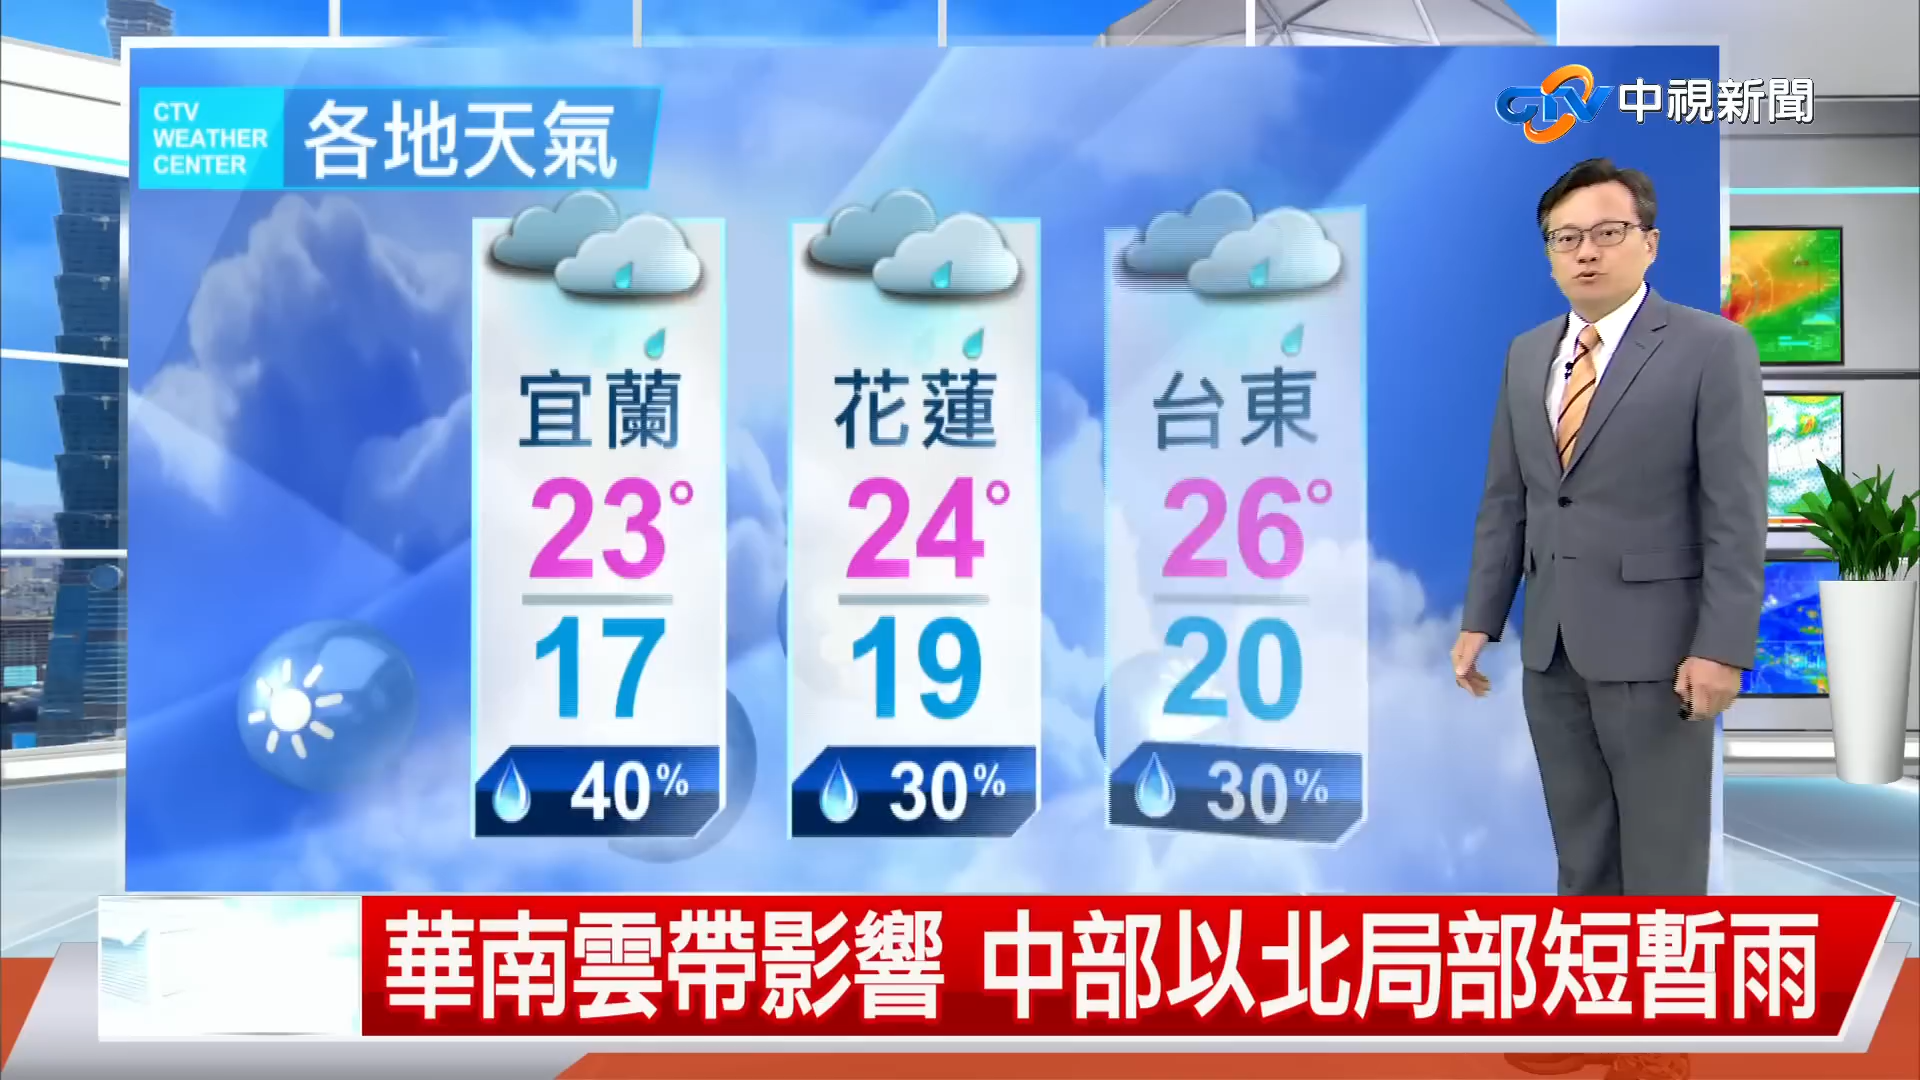 CTV
WEATHER
CENTER
各地天氣
CTV 中視新聞
宜蘭
23°
17
40%
花蓮
24°
19
30%
台東
26°
20
30%
華南雲帶影響 中部以北局部短暫雨